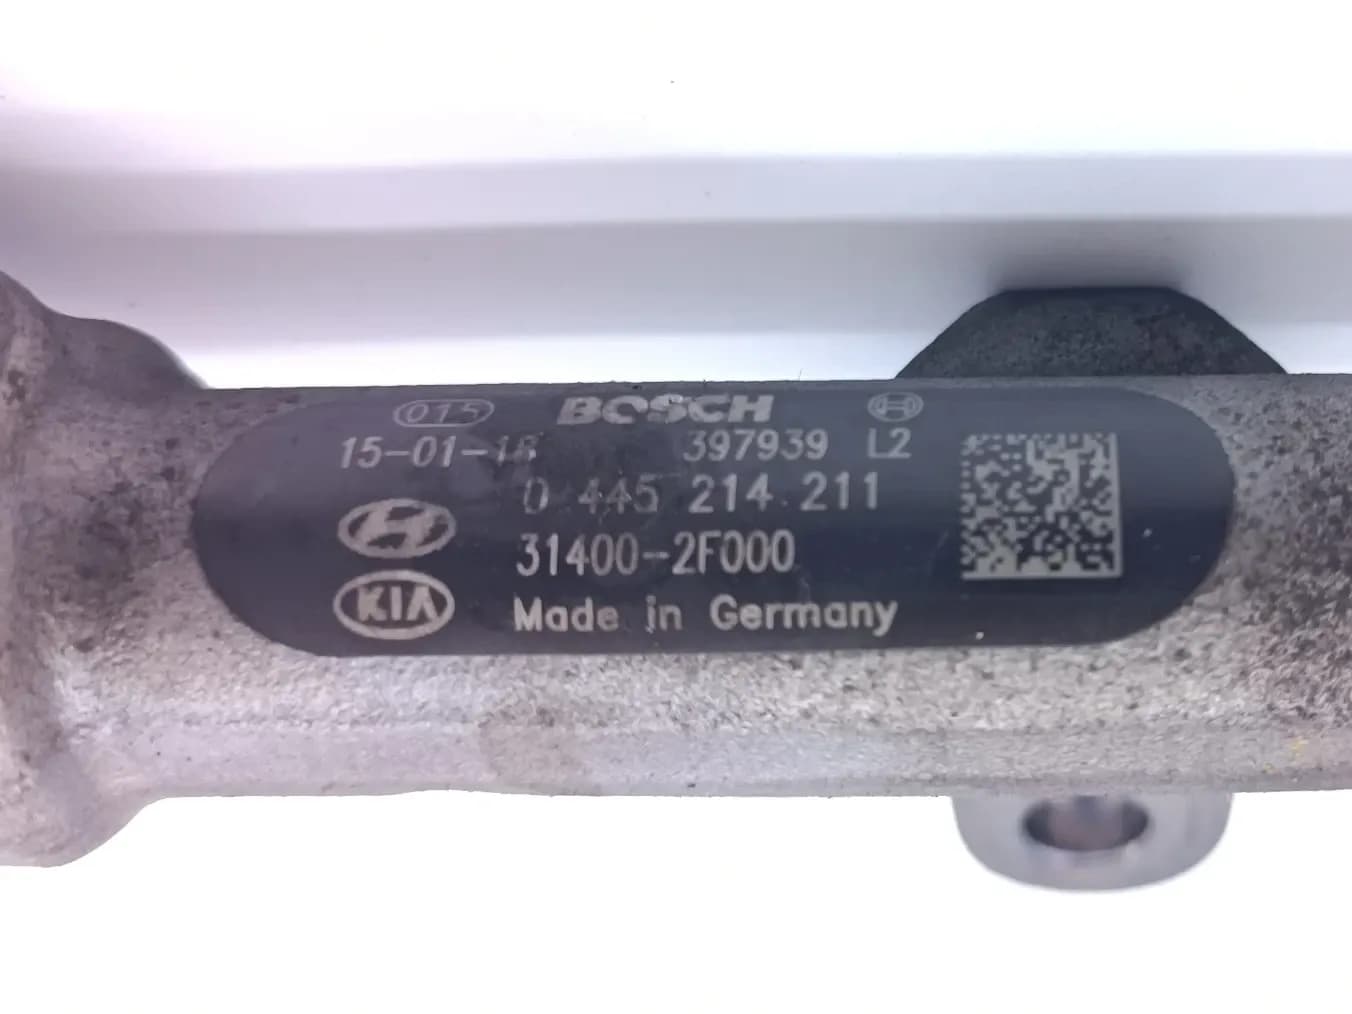 015 BOSCH
15-01-18 397939 L2
0 445 214 211
31400-2F000
KIA
Made in Germany